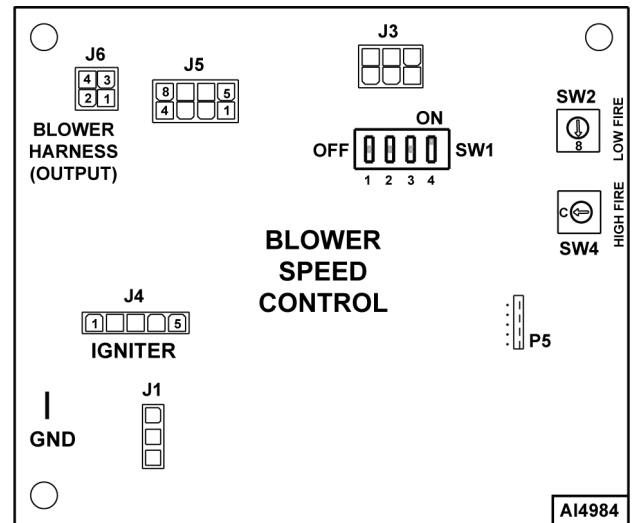 J6
4 3
2 1
BLOWER
HARNESS
(OUTPUT)
J5
8 5
4 1
J3
ON
OFF
SW1
1 2 3 4
SW2
8
LOW FIRE
C
HIGH FIRE
SW4
BLOWER
SPEED
CONTROL
J4
1 5
IGNITER
P5
J1
GND
AI4984